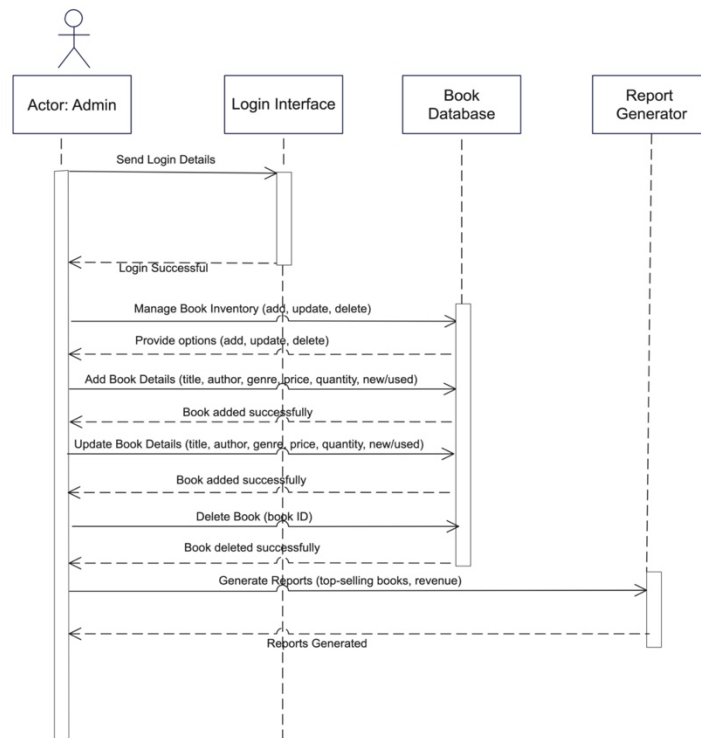 Actor: Admin
Login Interface
Book
Database
Report
Generator
Send Login Details
Login Successful
Manage Book Inventory (add, update, delete)
Provide options (add, update, delete)
Add Book Details (title, author, genre, price, quantity, new/used)
Book added successfully
Update Book Details (title, author, genre, price, quantity, new/used)
Book added successfully
Delete Book (book ID)
Book deleted successfully
Generate Reports (top-selling books, revenue)
Reports Generated